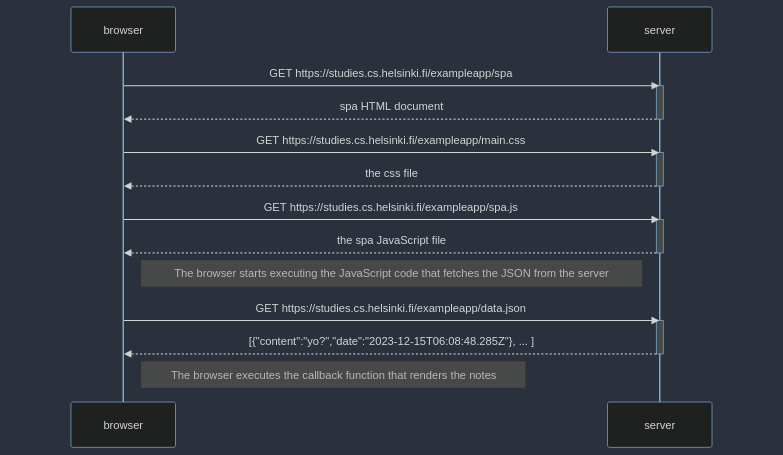 browser
server
GET https://studies.cs.helsinki.fi/exampleapp/spa
spa HTML document
GET https://studies.cs.helsinki.fi/exampleapp/main.css
the css file
GET https://studies.cs.helsinki.fi/exampleapp/spa.js
the spa JavaScript file
The browser starts executing the JavaScript code that fetches the JSON from the server
GET https://studies.cs.helsinki.fi/exampleapp/data.json
[{"content":"yo?","date":"2023-12-15T06:08:48.285Z"}, ... ]
The browser executes the callback function that renders the notes
browser
server